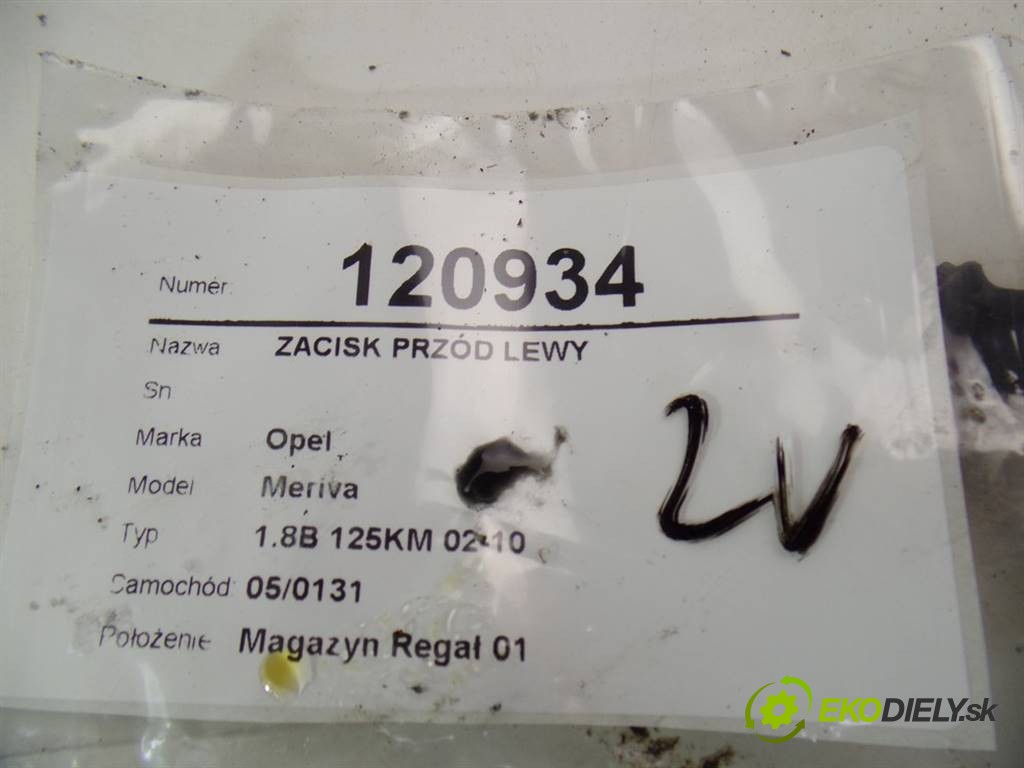 Numer: 120934
Nazwa ZACISK PRZÓD LEWY
Sn
Marka Opel
Model Meriva
Typ 1.8B 125KM 02-10
Samochód: 05/0131
Położenie Magazyn Regał 01
EKODIELY.sk